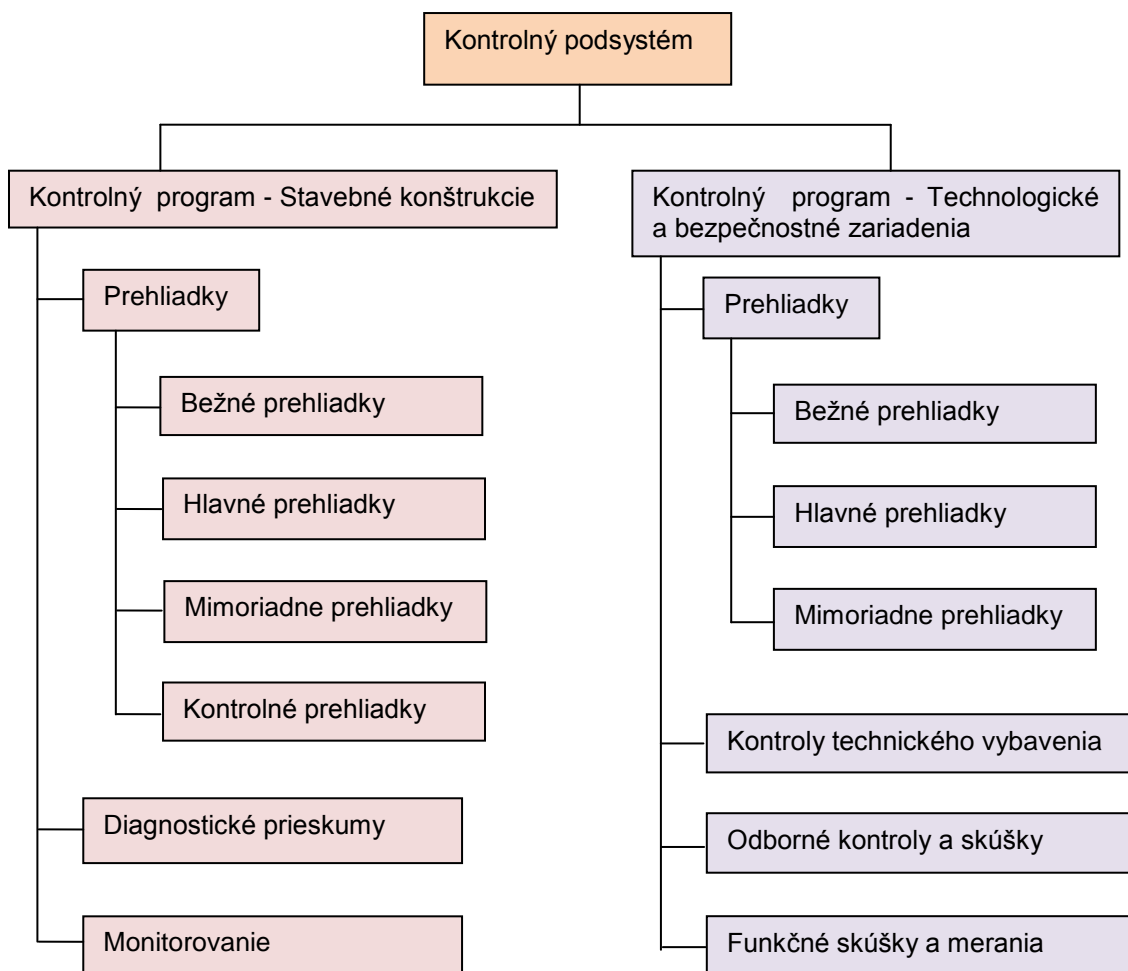 Kontrolný podsystém
Kontrolný program - Stavebné konštrukcie
Prehliadky
Bežné prehliadky
Hlavné prehliadky
Mimoriadne prehliadky
Kontrolné prehliadky
Diagnostické prieskumy
Monitorovanie
Kontrolný program - Technologické
a bezpečnostné zariadenia
Prehliadky
Bežné prehliadky
Hlavné prehliadky
Mimoriadne prehliadky
Kontroly technického vybavenia
Odborné kontroly a skúšky
Funkčné skúšky a merania